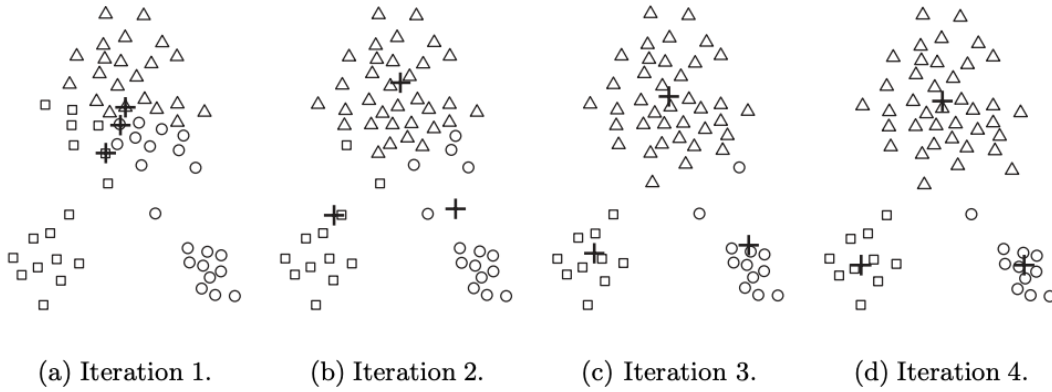 (a) Iteration 1.
(b) Iteration 2.
(c) Iteration 3.
(d) Iteration 4.